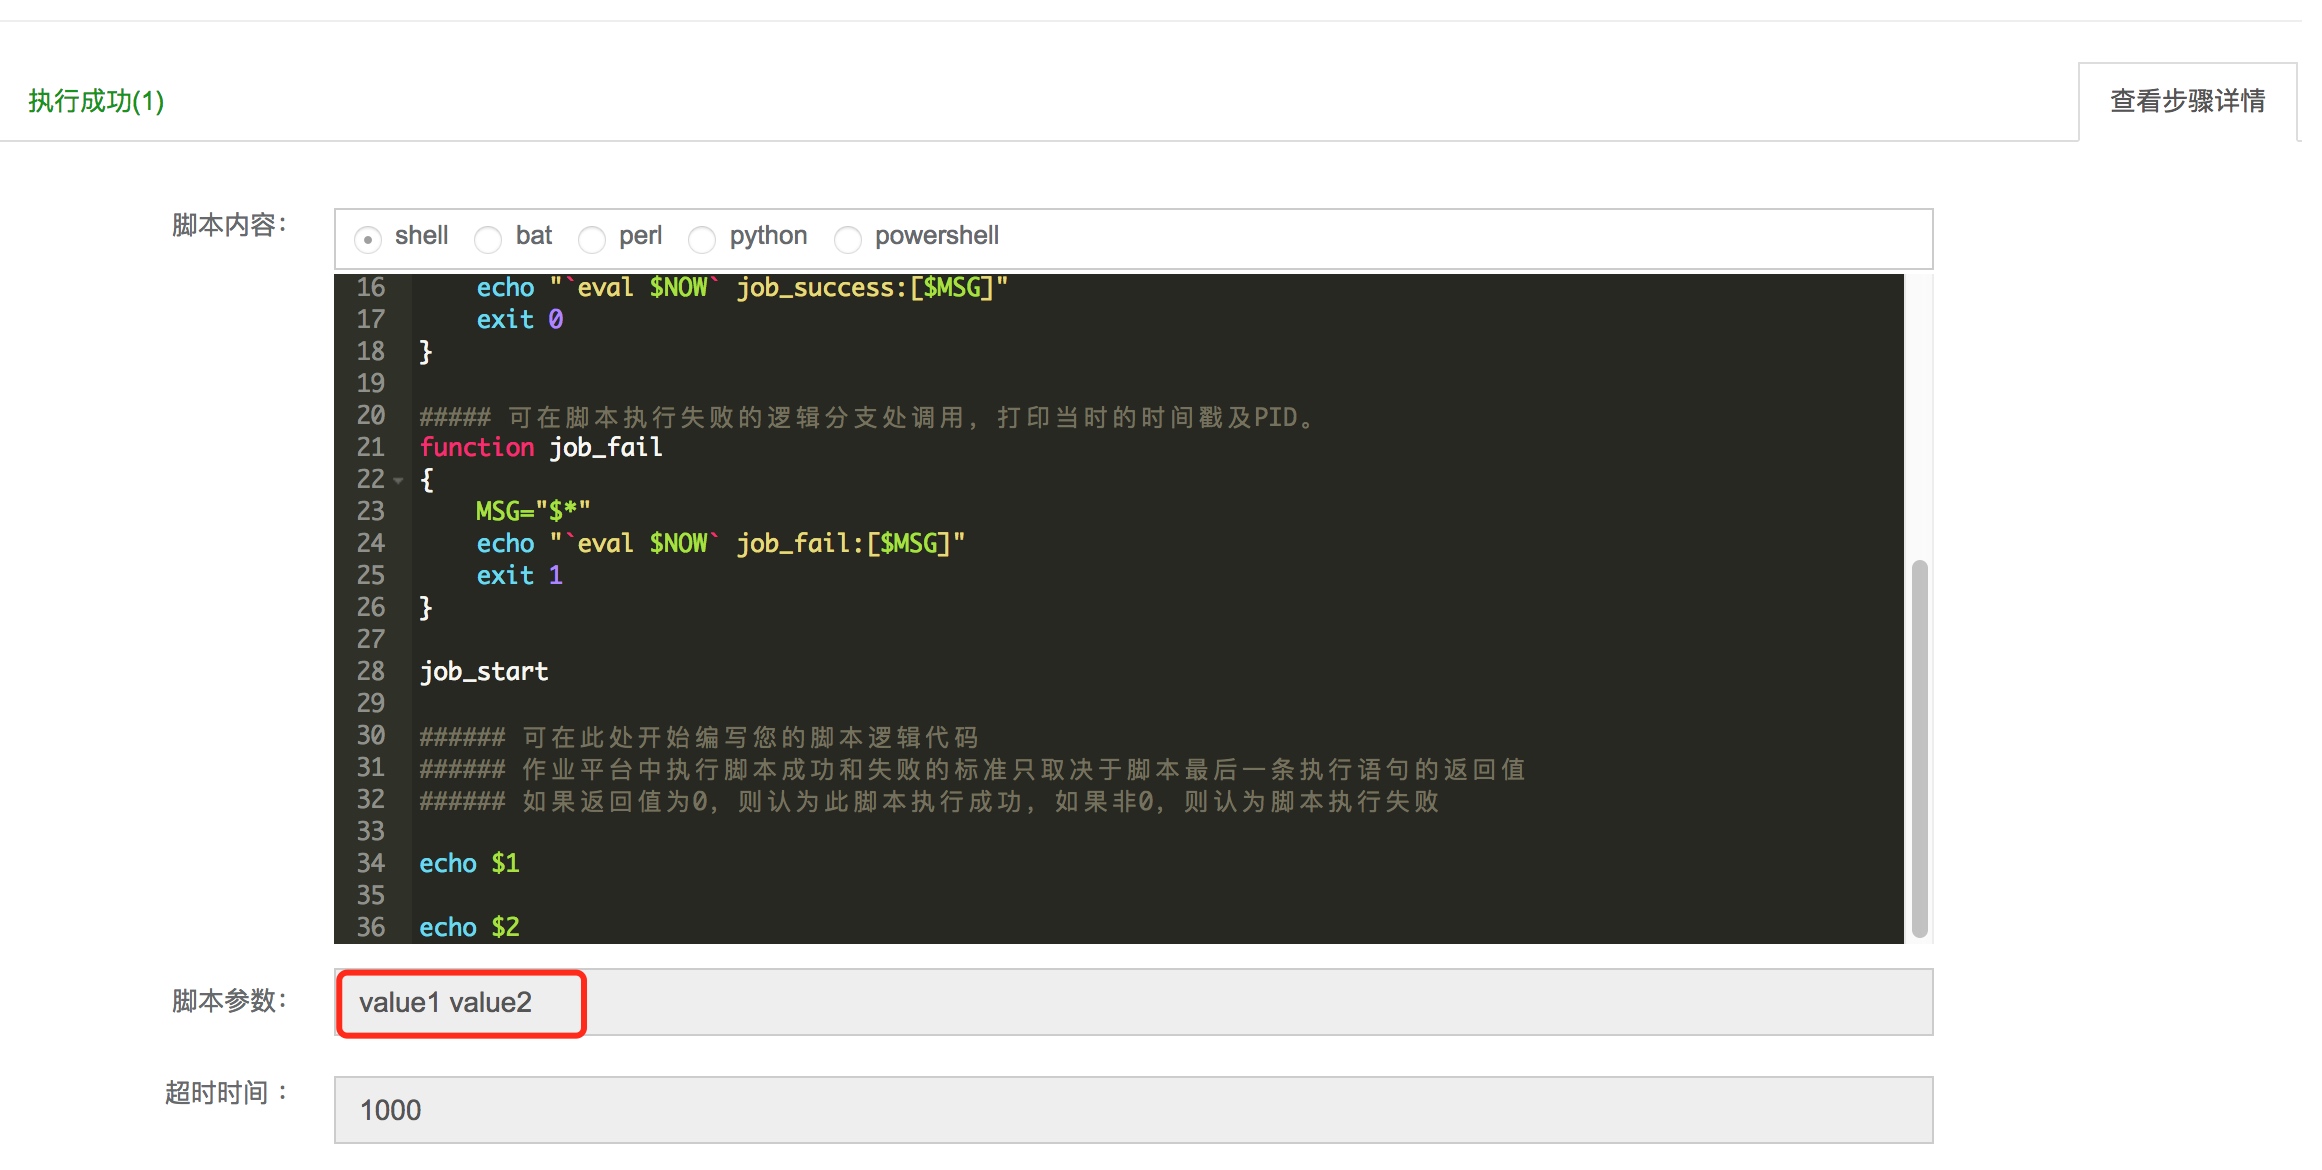 执行成功(1)
查看步骤详情
脚本内容：
shell bat perl python powershell
16 echo "`eval $NOW` job_success:[$MSG]"
17 exit 0
18 }
19
20 ##### 可在脚本执行失败的逻辑分支处调用，打印当时的时间戳及PID。
21 function job_fail
22 {
23 MSG="$*"
24 echo "`eval $NOW` job_fail:[$MSG]"
25 exit 1
26 }
27
28 job_start
29
30 ###### 可在此处开始编写您的脚本逻辑代码
31 ###### 作业平台中执行脚本成功和失败的标准只取决于脚本最后一条执行语句的返回值
32 ###### 如果返回值为0，则认为此脚本执行成功，如果非0，则认为脚本执行失败
33
34 echo $1
35
36 echo $2
脚本参数：
value1 value2
超时时间：
1000